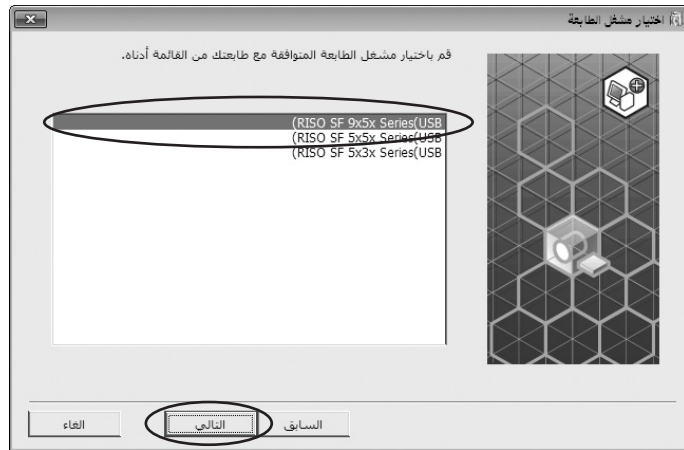 اختيار مشغل الطابعة
قم باختيار مشغل الطابعة المتوافقة مع طابعتك من القائمة أدناه.
(RISO SF 9x5x Series(USB
(RISO SF 5x5x Series(USB
(RISO SF 5x3x Series(USB
السابق
التالي
الغاء